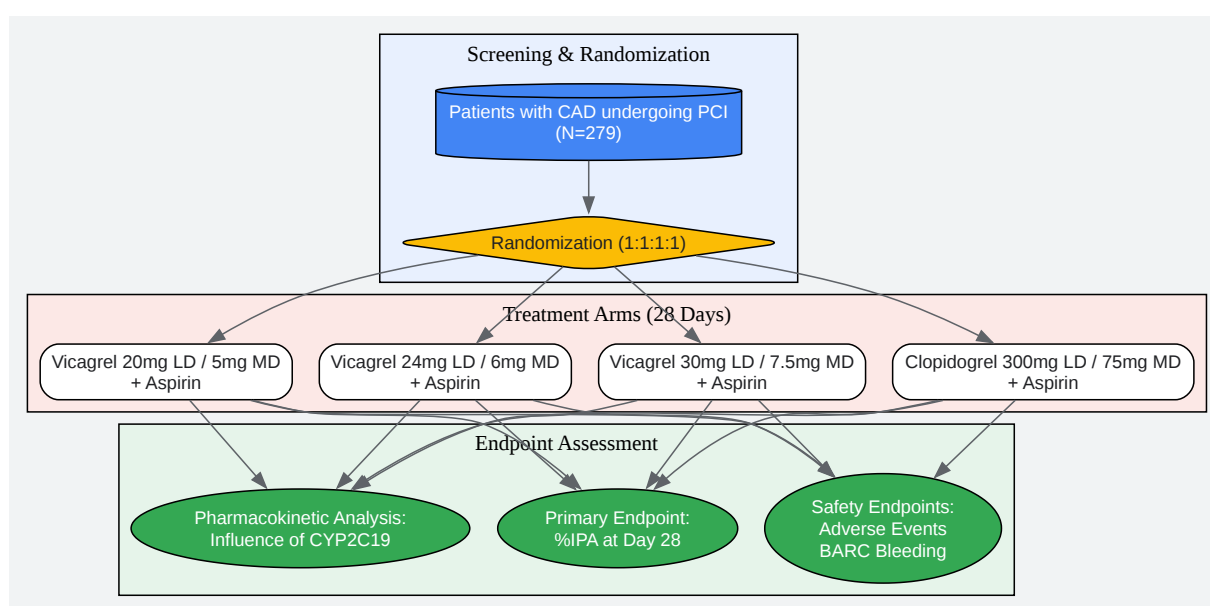 Screening & Randomization
Patients with CAD undergoing PCI
(N=279)
Randomization (1:1:1:1)
Treatment Arms (28 Days)
Vicagrel 20mg LD / 5mg MD
+ Aspirin
Vicagrel 24mg LD / 6mg MD
+ Aspirin
Vicagrel 30mg LD / 7.5mg MD
+ Aspirin
Clopidogrel 300mg LD / 75mg MD
+ Aspirin
Endpoint Assessment
Pharmacokinetic Analysis:
Influence of CYP2C19
Primary Endpoint:
%IPA at Day 28
Safety Endpoints:
Adverse Events
BARC Bleeding